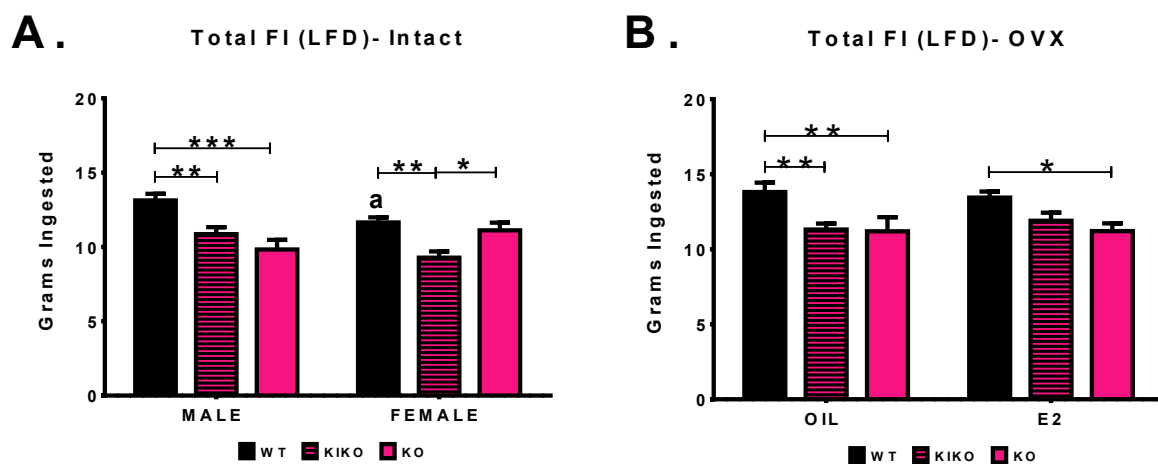 A. Total FI (LFD)- Intact
20
15
10
5
0
Grams Ingested
***
**
** *
a
MALE FEMALE
WT KIKO KO
B. Total FI (LFD)- OVX
20
15
10
5
0
Grams Ingested
**
**
*
OIL E2
WT KIKO KO